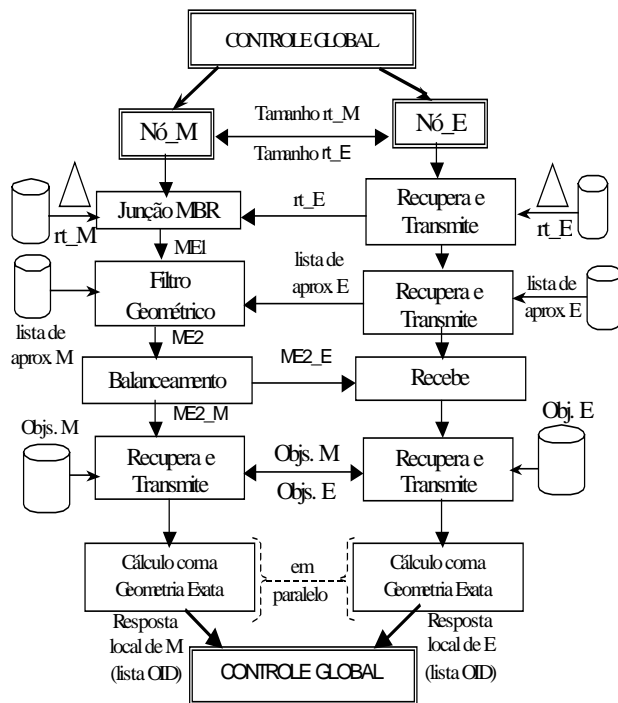 CONTROLE GLOBAL
Nó_M
Tamanho rt_M
Tamanho rt_E
Nó_E
rt_M
Junção MBR
rt_E
Recupera e
Transmite
rt_E
ME1
lista de
aprox. M
Filtro
Geométrico
lista de
aprox E
Recupera e
Transmite
lista de
aprox E
ME2
Balanceamento
ME2_E
Recebe
ME2_M
Objs. M
Recupera e
Transmite
Objs. M
Objs. E
Recupera e
Transmite
Obj. E
Cálculo coma
Geometria Exata
em
paralelo
Cálculo coma
Geometria Exata
Resposta
local de M
(lista OID)
Resposta
local de E
(lista OID)
CONTROLE GLOBAL